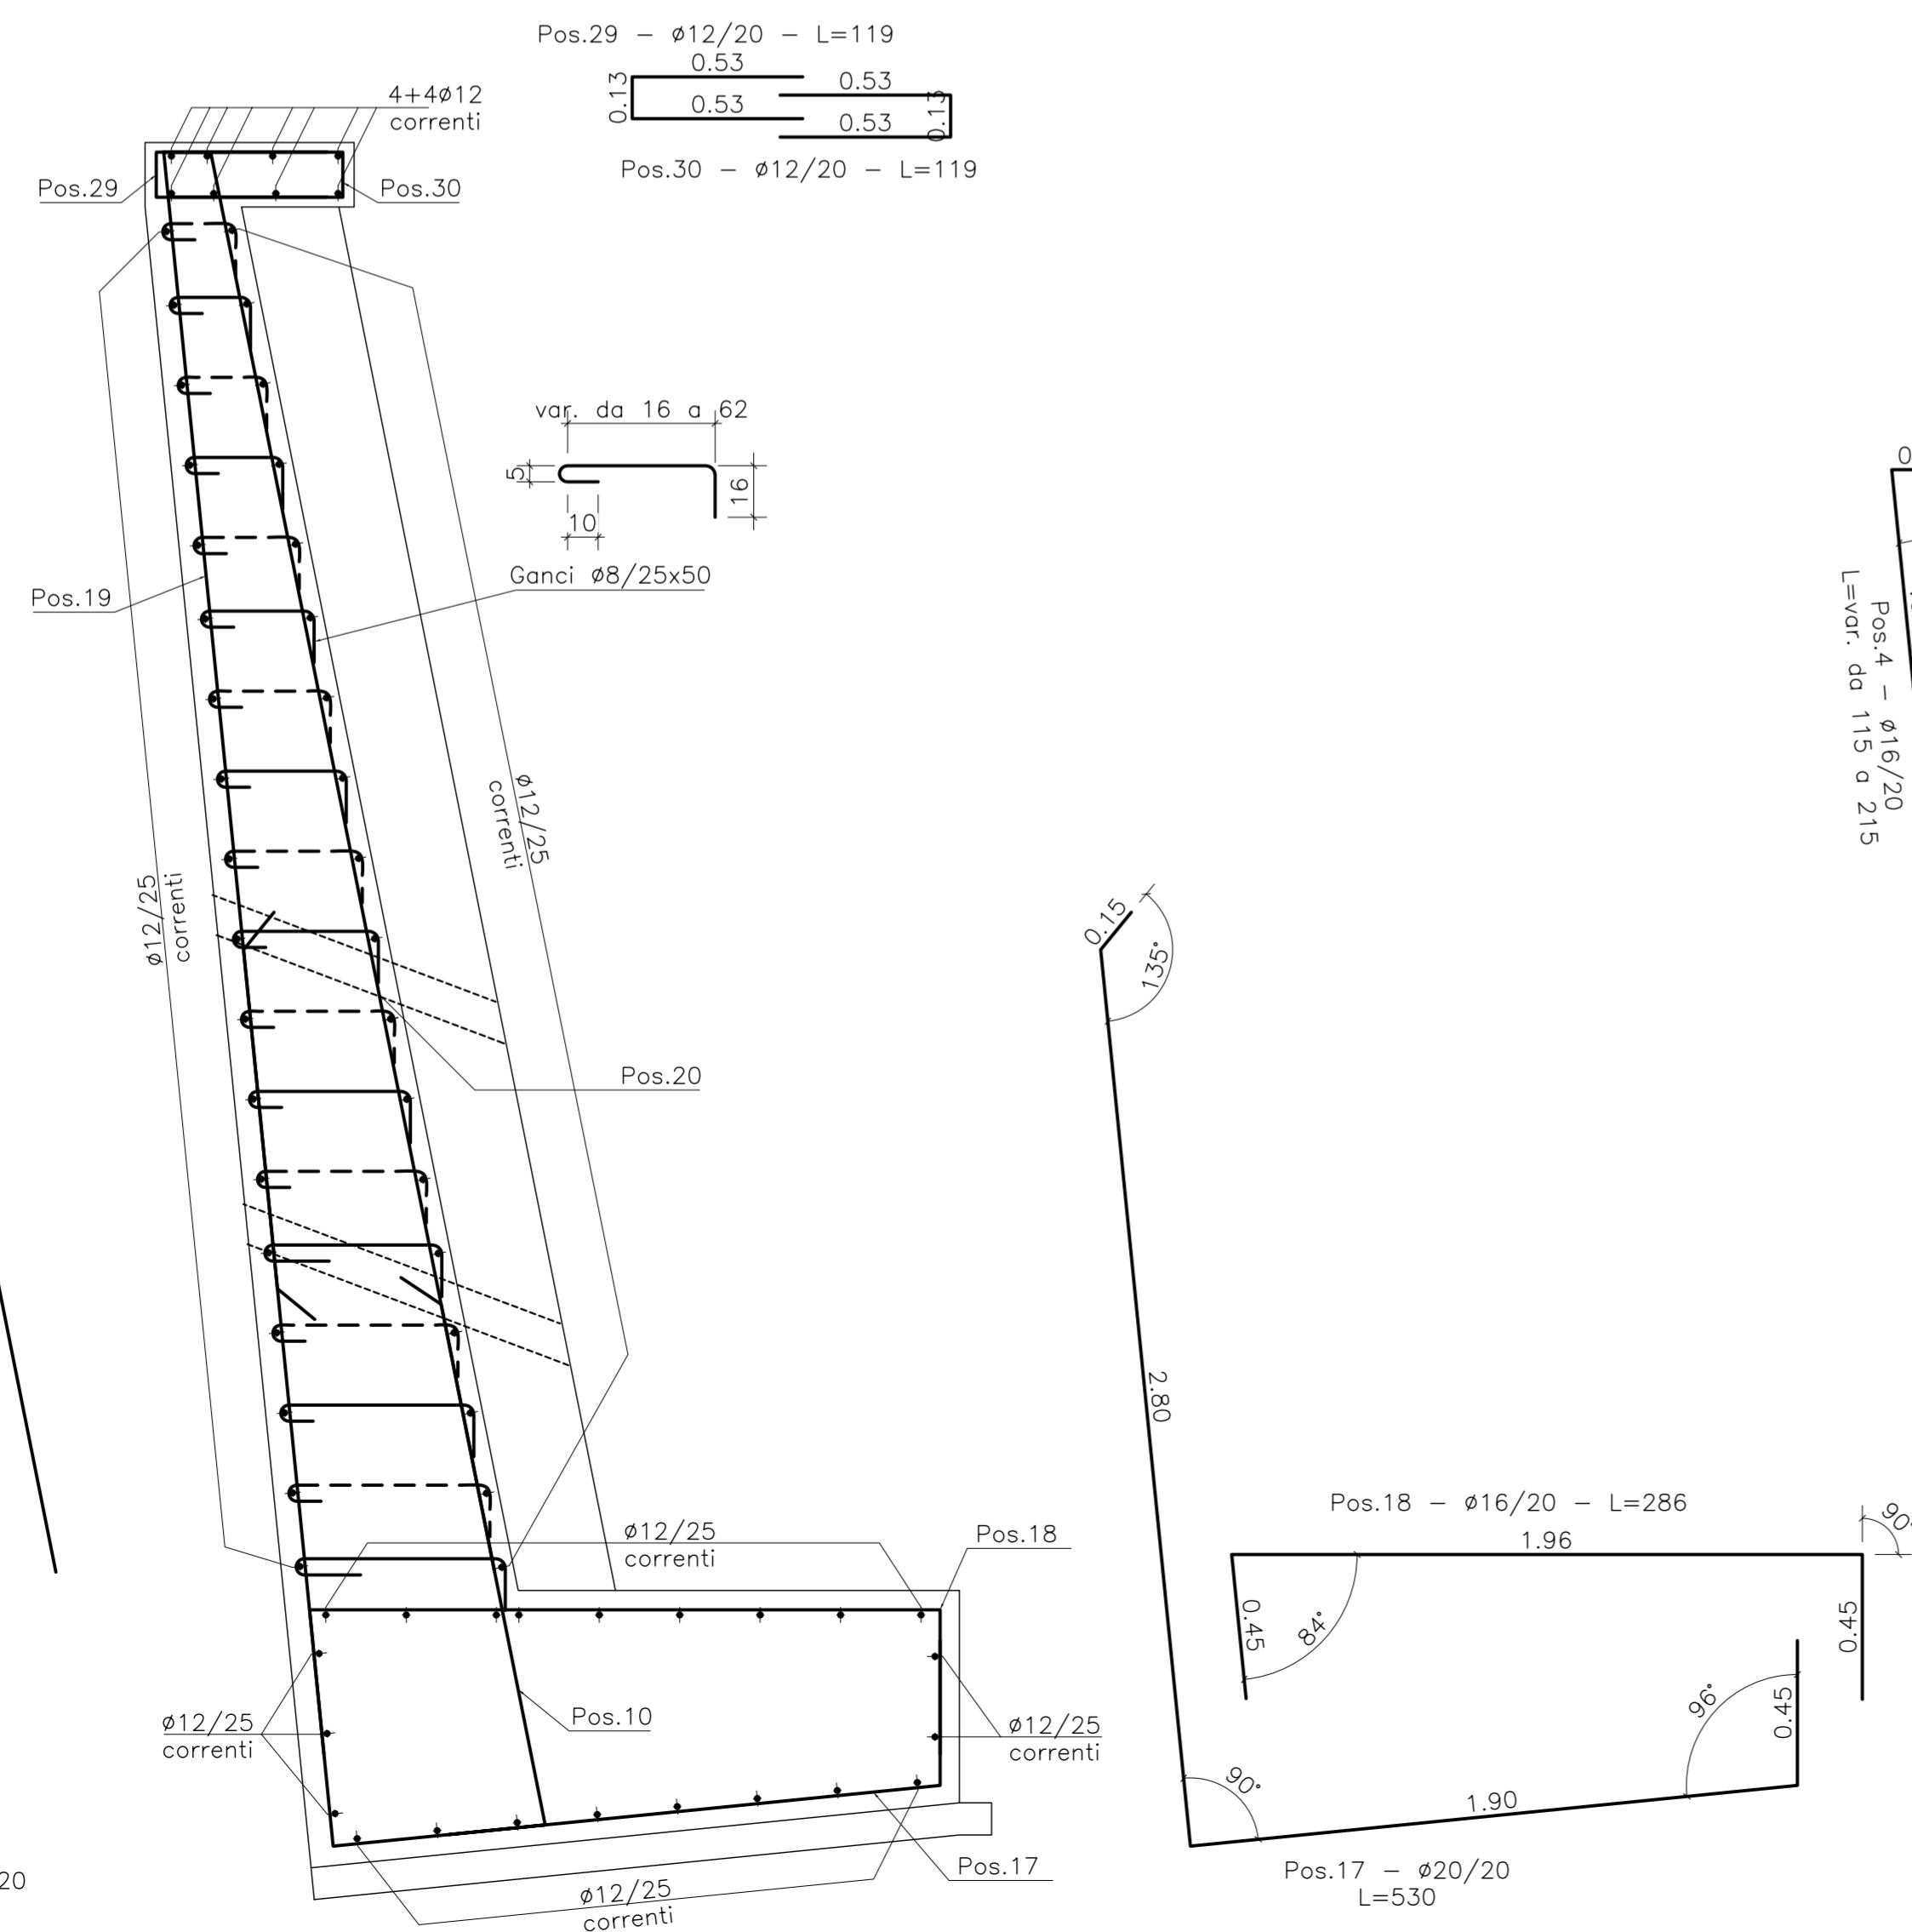 Pos.29 – ø12/20 – L=119
0.53
0.13
0.53
0.53
0.53
0.13
Pos.30 – ø12/20 – L=119
4+4ø12
correnti
Pos.29
Pos.30
var. da 16 a 62
5
16
10
Ganci ø8/25x50
Pos.19
ø12/25
correnti
ø12/25
correnti
Pos.20
ø12/25
correnti
Pos.18
ø12/25
correnti
Pos.10
ø12/25
correnti
Pos.17
ø12/25
correnti
Pos.4 – ø16/20
L=var. da 115 a 215
0.15
135°
2.80
Pos.18 – ø16/20 – L=286
1.96
90°
0.45
84°
0.45
96°
0.45
90°
1.90
Pos.17 – ø20/20
L=530
20